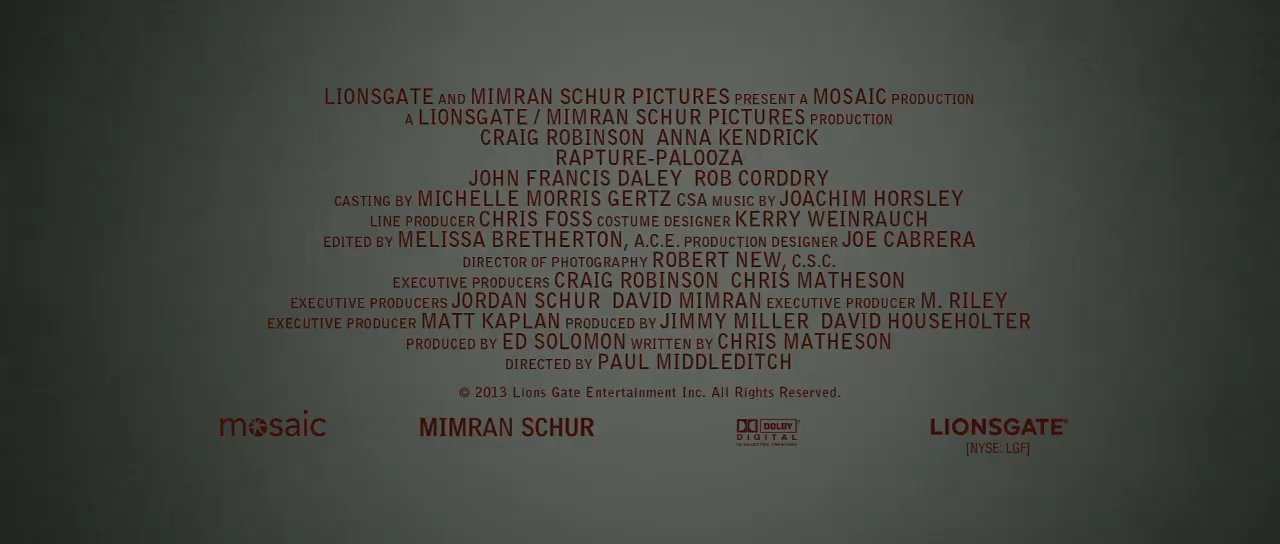 LIONSGATE AND MIMRAN SCHUR PICTURES PRESENT A MOSAIC PRODUCTION
A LIONSGATE / MIMRAN SCHUR PICTURES PRODUCTION
CRAIG ROBINSON ANNA KENDRICK
RAPTURE-PALOOZA
JOHN FRANCIS DALEY ROB CORDDRY
CASTING BY MICHELLE MORRIS GERTZ CSA MUSIC BY JOACHIM HORSLEY
LINE PRODUCER CHRIS FOSS COSTUME DESIGNER KERRY WEINRAUCH
EDITED BY MELISSA BRETHERTON, A.C.E. PRODUCTION DESIGNER JOE CABRERA
DIRECTOR OF PHOTOGRAPHY ROBERT NEW, C.S.C.
EXECUTIVE PRODUCERS CRAIG ROBINSON CHRIS MATHESON
EXECUTIVE PRODUCERS JORDAN SCHUR DAVID MIMRAN EXECUTIVE PRODUCER M. RILEY
EXECUTIVE PRODUCER MATT KAPLAN PRODUCED BY JIMMY MILLER DAVID HOUSEHOLTER
PRODUCED BY ED SOLOMON WRITTEN BY CHRIS MATHESON
DIRECTED BY PAUL MIDDLEDITCH
© 2013 Lions Gate Entertainment Inc. All Rights Reserved.
mosaic MIMRAN SCHUR DOLBY LIONSGATE®
DIGITAL
IN SELECTED THEATRES
[NYSE: LGF]